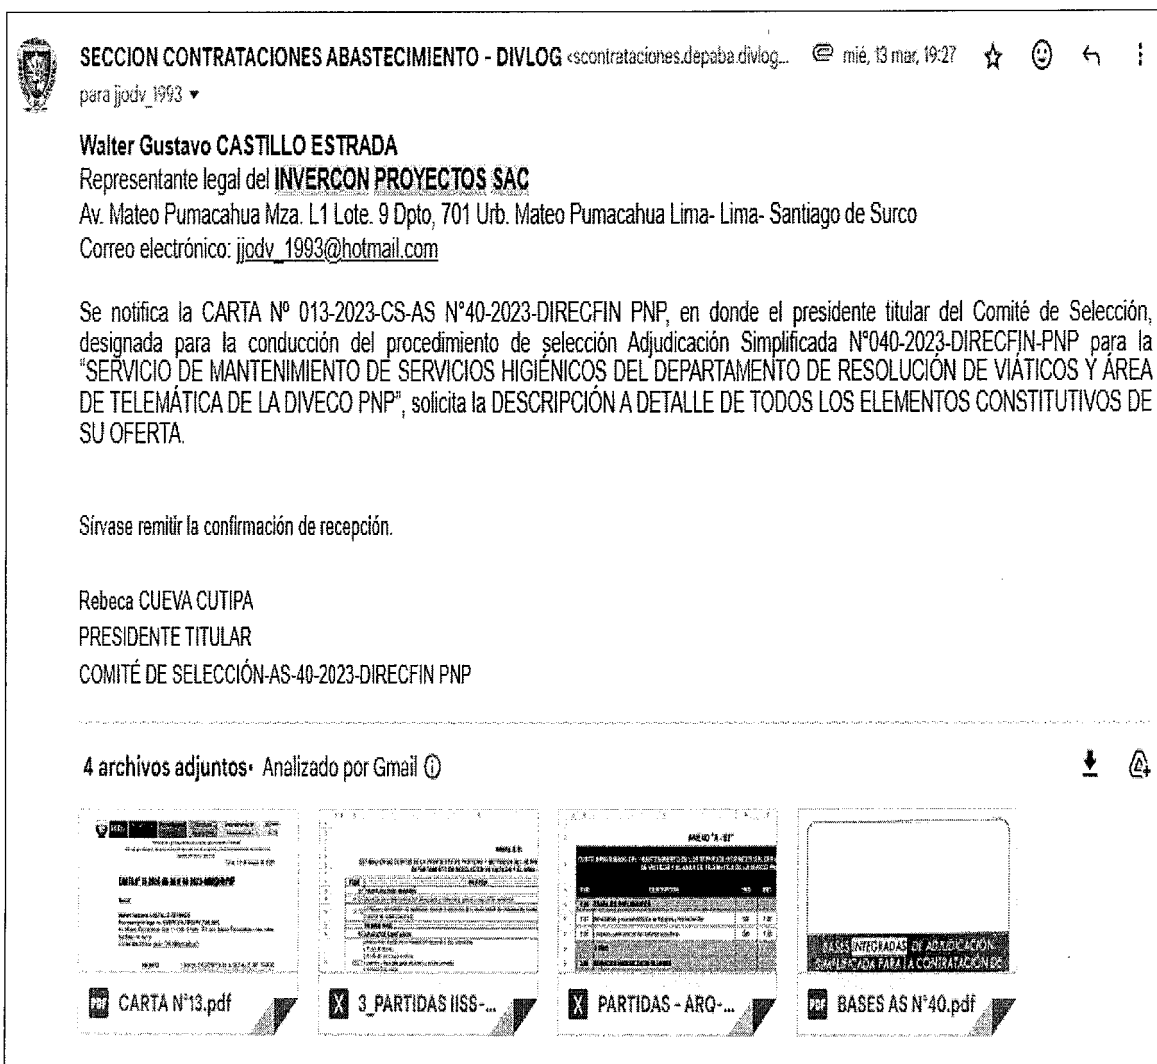 SECCION CONTRATACIONES ABASTECIMIENTO - DIVLOG <scontrataciones.depaba.divlog... mié, 13 mar, 19:27
para jjodv_1993
Walter Gustavo CASTILLO ESTRADA
Representante legal del INVERCON PROYECTOS SAC
Av. Mateo Pumacahua Mza. L1 Lote. 9 Dpto, 701 Urb. Mateo Pumacahua Lima- Lima- Santiago de Surco
Correo electrónico: jjodv_1993@hotmail.com
Se notifica la CARTA Nº 013-2023-CS-AS N°40-2023-DIRECFIN PNP, en donde el presidente titular del Comité de Selección,
designada para la conducción del procedimiento de selección Adjudicación Simplificada N°040-2023-DIRECFIN-PNP para la
"SERVICIO DE MANTENIMIENTO DE SERVICIOS HIGIÉNICOS DEL DEPARTAMENTO DE RESOLUCIÓN DE VIÁTICOS Y ÁREA
DE TELEMÁTICA DE LA DIVECO PNP", solicita la DESCRIPCIÓN A DETALLE DE TODOS LOS ELEMENTOS CONSTITUTIVOS DE
SU OFERTA.
Sírvase remitir la confirmación de recepción.
Rebeca CUEVA CUTIPA
PRESIDENTE TITULAR
COMITÉ DE SELECCIÓN-AS-40-2023-DIRECFIN PNP
4 archivos adjuntos• Analizado por Gmail
BASES INTEGRADAS DE ADJUDICACIÓN
SIMPLIFICADA PARA LA CONTRATACIÓN DE
PDF CARTA N°13.pdf
X 3_PARTIDAS IISS-...
X PARTIDAS - ARQ-...
PDF BASES AS N°40.pdf